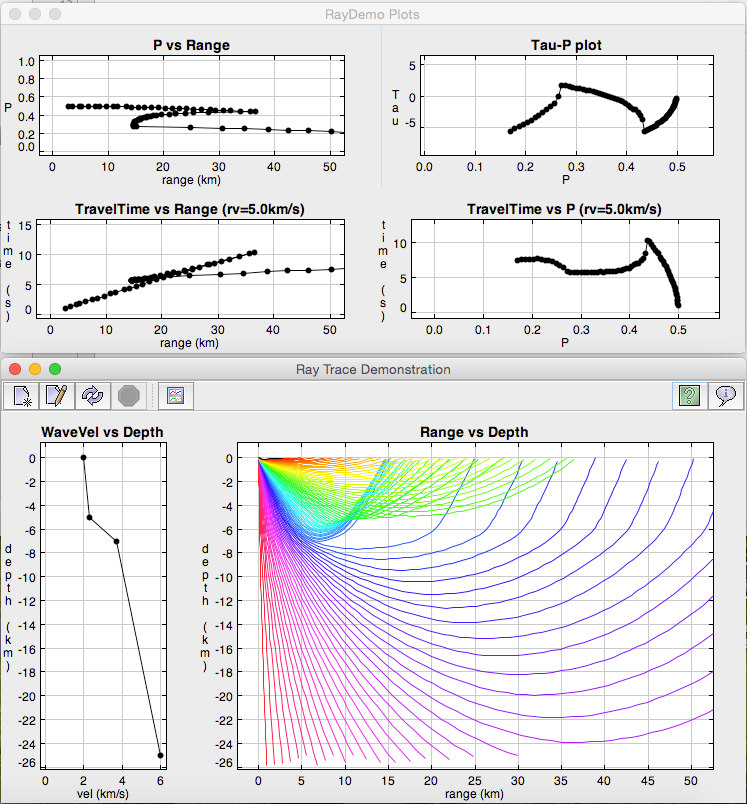 RayDemo Plots
P vs Range
1.0
0.8
0.6
P 0.4
0.2
0.0
0 10 20 30 40 50
range (km)
Tau-P plot
5
Tau 0
-5
0.0 0.1 0.2 0.3 0.4 0.5
P
TravelTime vs Range (rv=5.0km/s)
time (s)
15
10
5
0
0 10 20 30 40 50
range (km)
TravelTime vs P (rv=5.0km/s)
time (s)
10
5
0
0.0 0.1 0.2 0.3 0.4 0.5
P
Ray Trace Demonstration
WaveVel vs Depth
0
-2
-4
-6
-8
-10
-12
-14
-16
-18
-20
-22
-24
-26
depth (km)
0 2 4 6
vel (km/s)
Range vs Depth
0
-2
-4
-6
-8
-10
-12
-14
-16
-18
-20
-22
-24
-26
depth (km)
0 5 10 15 20 25 30 35 40 45 50
range (km)